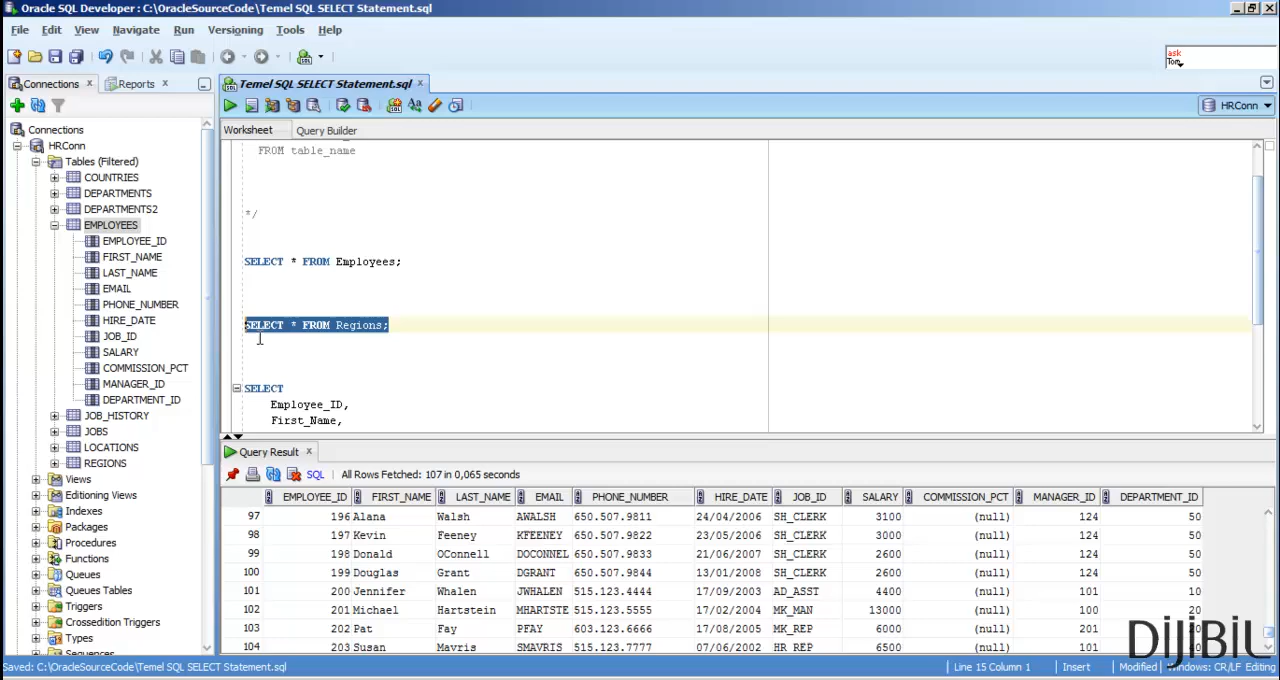 Oracle SQL Developer : C:\OracleSourceCode\Temel SQL SELECT Statement.sql
File Edit View Navigate Run Versioning Tools Help
ask
Tom
Connections Reports
Temel SQL SELECT Statement.sql
HRConn
Worksheet Query Builder
Connections
HRConn
Tables (Filtered)
COUNTRIES
DEPARTMENTS
DEPARTMENTS2
EMPLOYEES
EMPLOYEE_ID
FIRST_NAME
LAST_NAME
EMAIL
PHONE_NUMBER
HIRE_DATE
JOB_ID
SALARY
COMMISSION_PCT
MANAGER_ID
DEPARTMENT_ID
JOB_HISTORY
JOBS
LOCATIONS
REGIONS
Views
Editioning Views
Indexes
Packages
Procedures
Functions
Queues
Queues Tables
Triggers
Crossedition Triggers
Types
Sequences
FROM table_name
*/
SELECT * FROM Employees;
SELECT * FROM Regions;
SELECT
Employee_ID,
First_Name,
Query Result
SQL All Rows Fetched: 107 in 0,065 seconds
EMPLOYEE_ID FIRST_NAME LAST_NAME EMAIL PHONE_NUMBER HIRE_DATE JOB_ID SALARY COMMISSION_PCT MANAGER_ID DEPARTMENT_ID
97 196 Alana Walsh AWALSH 650.507.9811 24/04/2006 SH_CLERK 3100 (null) 124 50
98 197 Kevin Feeney KFEENEY 650.507.9822 23/05/2006 SH_CLERK 3000 (null) 124 50
99 198 Donald OConnell DOCONNEL 650.507.9833 21/06/2007 SH_CLERK 2600 (null) 124 50
100 199 Douglas Grant DGRANT 650.507.9844 13/01/2008 SH_CLERK 2600 (null) 124 50
101 200 Jennifer Whalen JWHALEN 515.123.4444 17/09/2003 AD_ASST 4400 (null) 101 10
102 201 Michael Hartstein MHARTSTE 515.123.5555 17/02/2004 MK_MAN 13000 (null) 100 20
103 202 Pat Fay PFAY 603.123.6666 17/08/2005 MK_REP 6000 (null) 201
104 203 Susan Mavris SMAVRIS 515.123.7777 07/06/2002 HR_REP 6500 (null) 101
DiJiBiL
Saved: C:\OracleSourceCode\Temel SQL SELECT Statement.sql Line 15 Column 1 Insert Modified Windows: CR/LF Editing